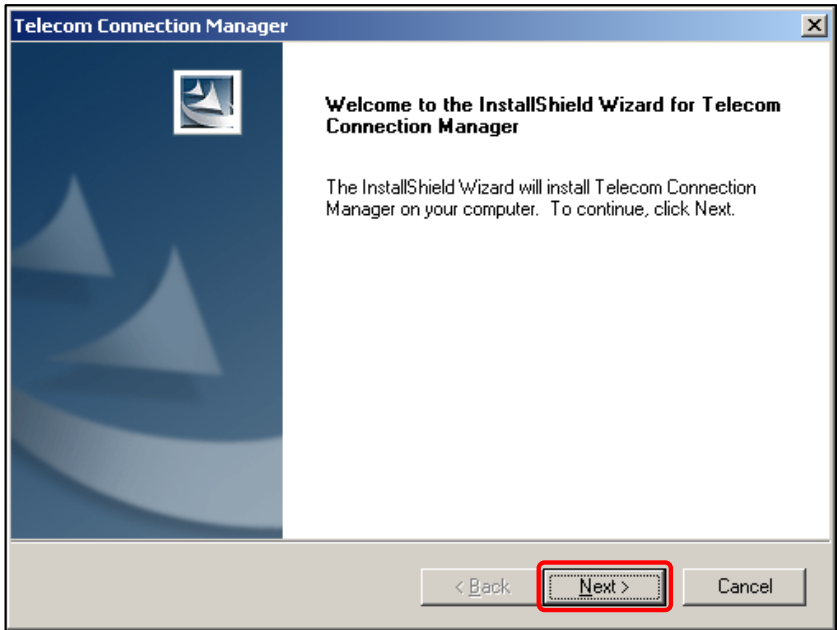 Telecom Connection Manager
Welcome to the InstallShield Wizard for Telecom
Connection Manager
The InstallShield Wizard will install Telecom Connection
Manager on your computer. To continue, click Next.
< Back
Next >
Cancel